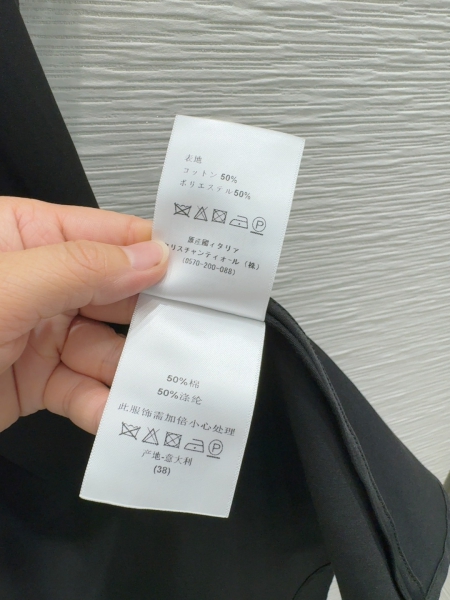 表地
コットン 50%
ポリエステル 50%
P
原産國イタリア
リスチャンディオール (株)
(0570-200-088)
50%棉
50%涤纶
此服饰需加倍小心处理
P
产地-意大利
(38)